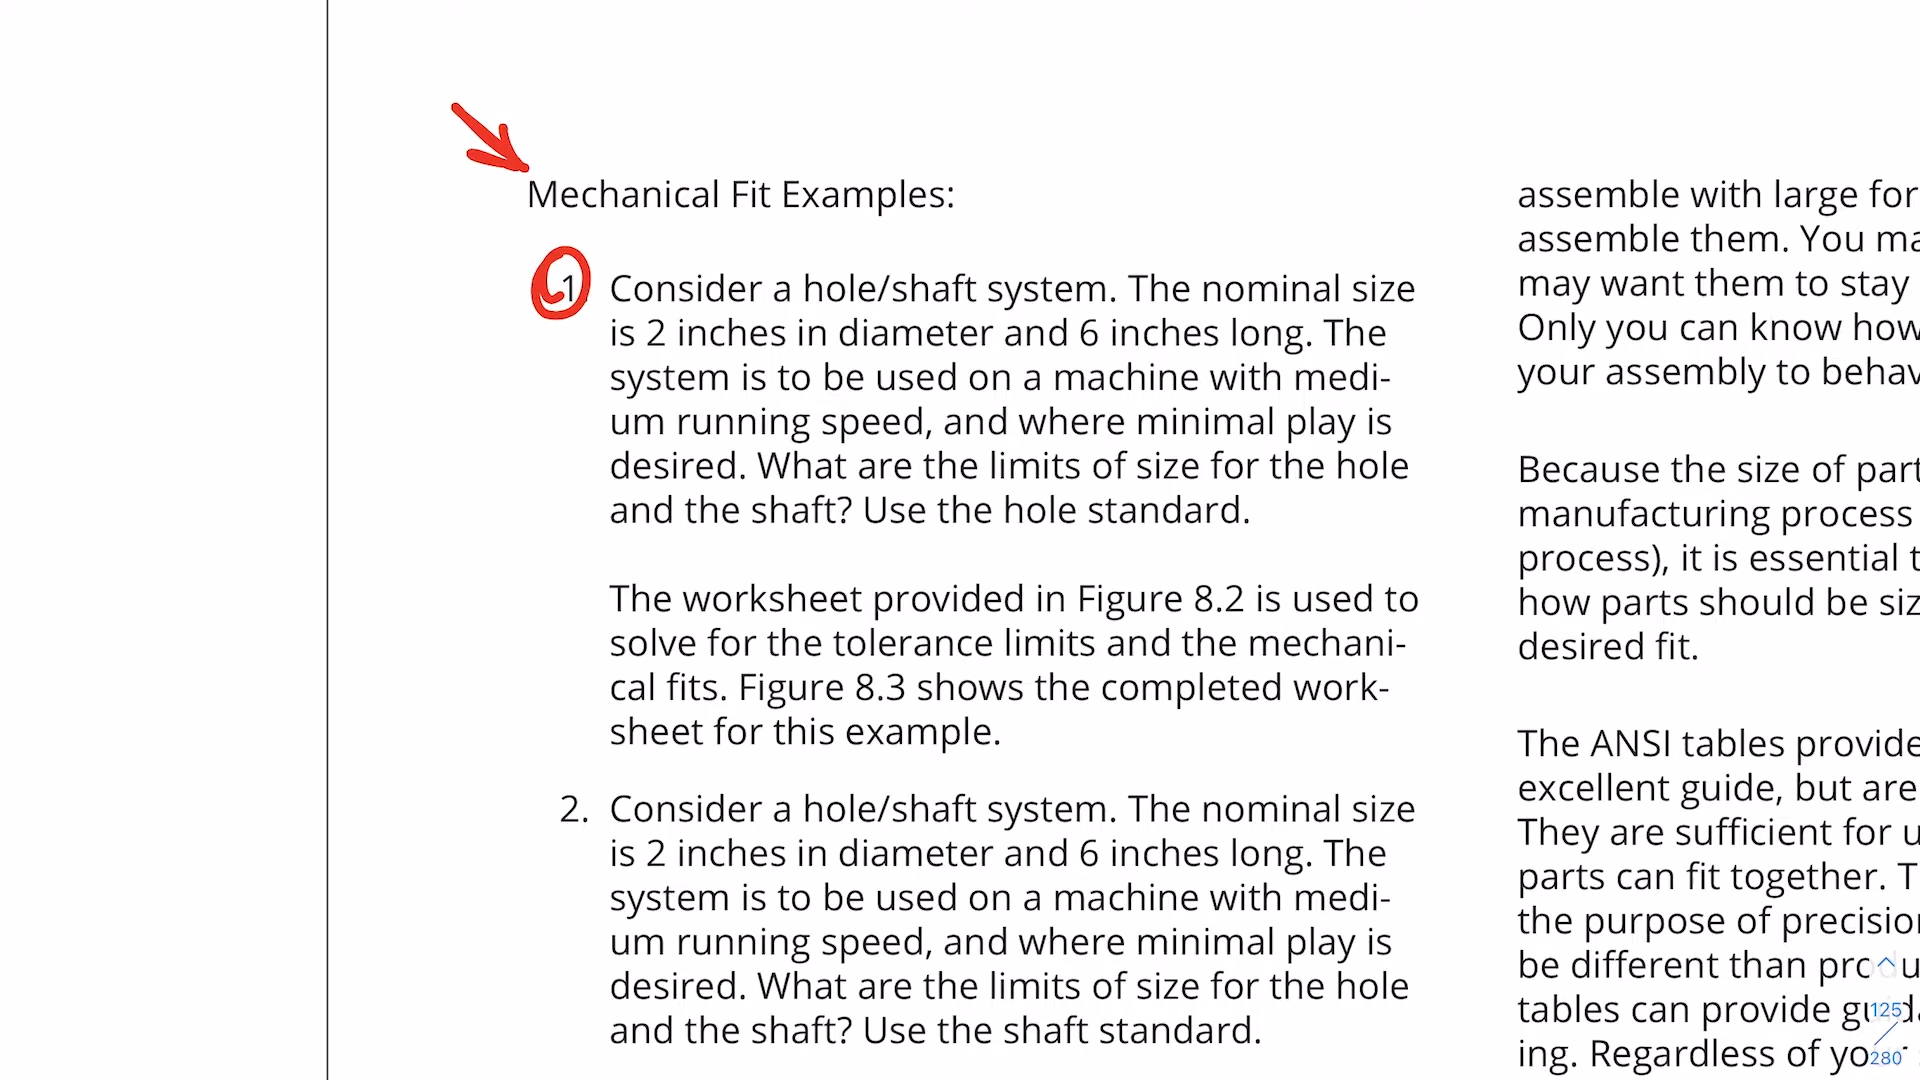 Mechanical Fit Examples:
1. Consider a hole/shaft system. The nominal size
is 2 inches in diameter and 6 inches long. The
system is to be used on a machine with medi-
um running speed, and where minimal play is
desired. What are the limits of size for the hole
and the shaft? Use the hole standard.
The worksheet provided in Figure 8.2 is used to
solve for the tolerance limits and the mechani-
cal fits. Figure 8.3 shows the completed work-
sheet for this example.
2. Consider a hole/shaft system. The nominal size
is 2 inches in diameter and 6 inches long. The
system is to be used on a machine with medi-
um running speed, and where minimal play is
desired. What are the limits of size for the hole
and the shaft? Use the shaft standard.
assemble with large for
assemble them. You ma
may want them to stay
Only you can know how
your assembly to behav
Because the size of part
manufacturing process
process), it is essential t
how parts should be siz
desired fit.
The ANSI tables provide
excellent guide, but are
They are sufficient for u
parts can fit together. T
the purpose of precision
be different than produ
tables can provide guida
ing. Regardless of your
125
280